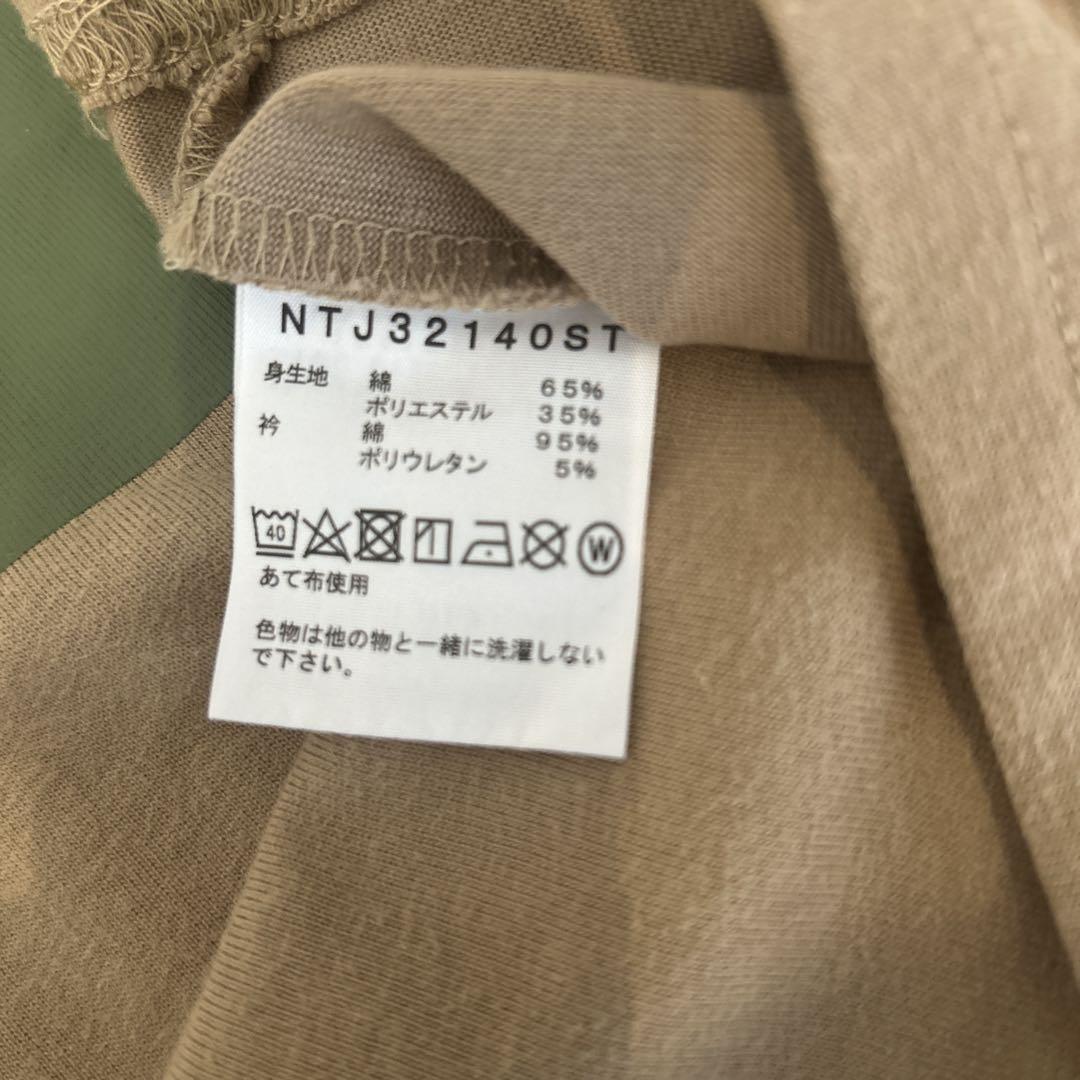 NTJ32140ST
身生地 綿 65%
ポリエステル 35%
衿 綿 95%
ポリウレタン 5%
40 W
あて布使用
色物は他の物と一緒に洗濯しない
で下さい。